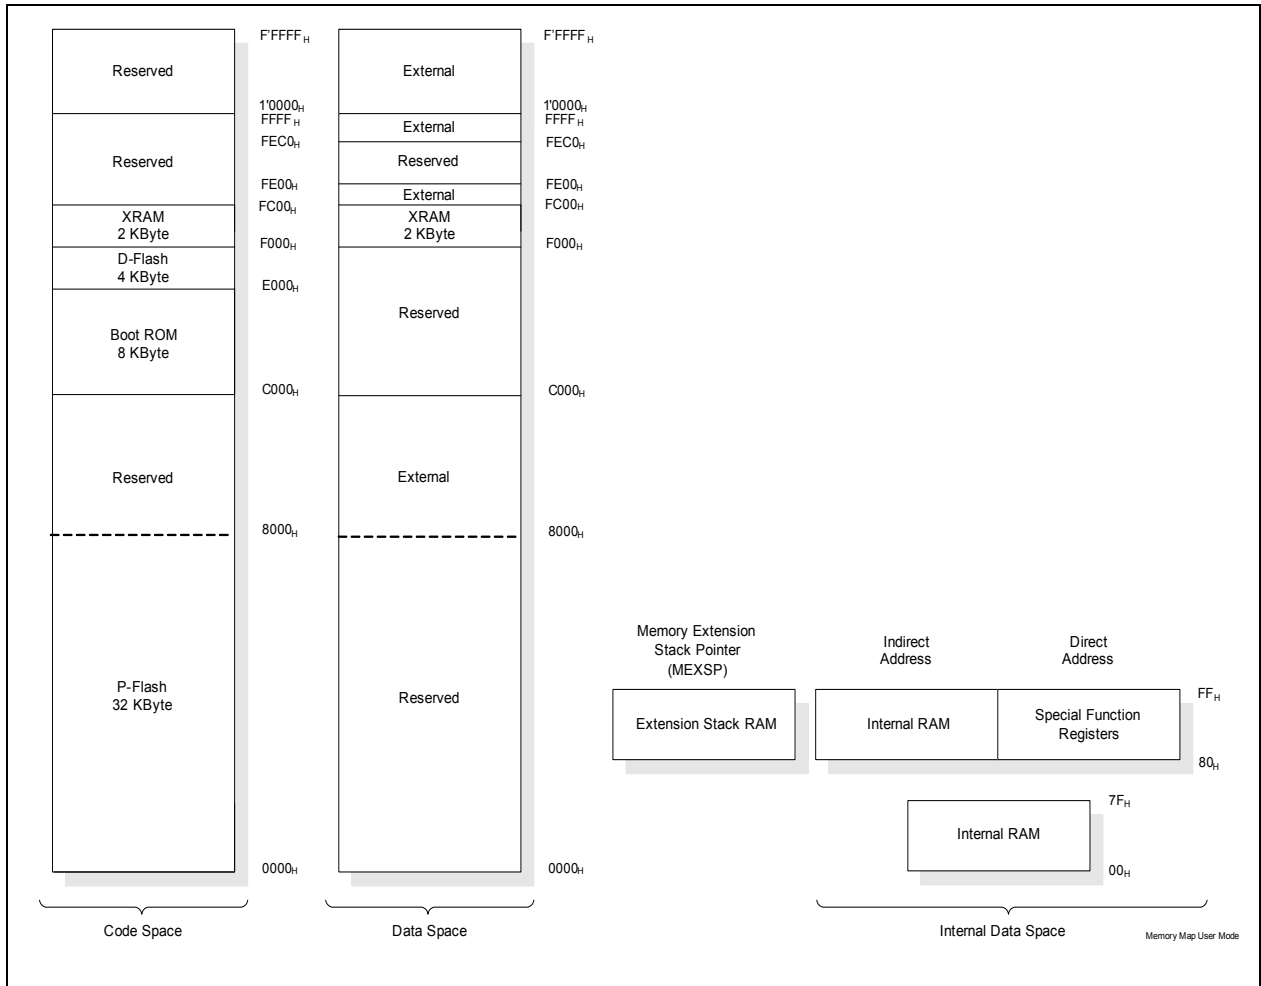 F'FFFFH
Reserved
1'0000H
FFFFH
FEC0H
Reserved
FE00H
FC00H
XRAM
2 KByte
F000H
D-Flash
4 KByte
E000H
Boot ROM
8 KByte
C000H
Reserved
8000H
P-Flash
32 KByte
0000H
Code Space
F'FFFFH
External
1'0000H
FFFFH
External
FEC0H
Reserved
FE00H
External
FC00H
XRAM
2 KByte
F000H
Reserved
C000H
External
8000H
Reserved
0000H
Data Space
Memory Extension
Stack Pointer
(MEXSP)
Extension Stack RAM
Indirect
Address
Direct
Address
Internal RAM
Special Function
Registers
FFH
80H
7FH
Internal RAM
00H
Internal Data Space
Memory Map User Mode